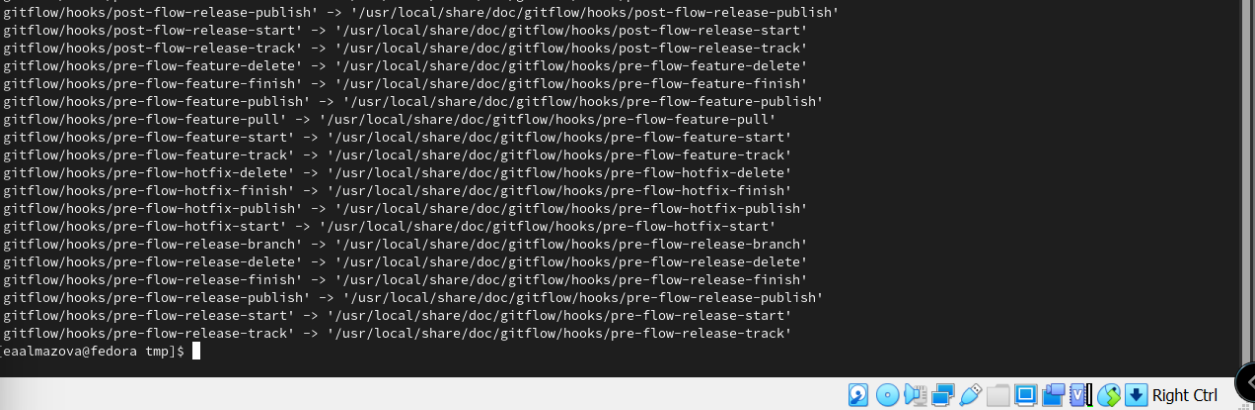 gitflow/hooks/post-flow-release-publish' -> '/usr/local/share/doc/gitflow/hooks/post-flow-release-publish'
gitflow/hooks/post-flow-release-start' -> '/usr/local/share/doc/gitflow/hooks/post-flow-release-start'
gitflow/hooks/post-flow-release-track' -> '/usr/local/share/doc/gitflow/hooks/post-flow-release-track'
gitflow/hooks/pre-flow-feature-delete' -> '/usr/local/share/doc/gitflow/hooks/pre-flow-feature-delete'
gitflow/hooks/pre-flow-feature-finish' -> '/usr/local/share/doc/gitflow/hooks/pre-flow-feature-finish'
gitflow/hooks/pre-flow-feature-publish' -> '/usr/local/share/doc/gitflow/hooks/pre-flow-feature-publish'
gitflow/hooks/pre-flow-feature-pull' -> '/usr/local/share/doc/gitflow/hooks/pre-flow-feature-pull'
gitflow/hooks/pre-flow-feature-start' -> '/usr/local/share/doc/gitflow/hooks/pre-flow-feature-start'
gitflow/hooks/pre-flow-feature-track' -> '/usr/local/share/doc/gitflow/hooks/pre-flow-feature-track'
gitflow/hooks/pre-flow-hotfix-delete' -> '/usr/local/share/doc/gitflow/hooks/pre-flow-hotfix-delete'
gitflow/hooks/pre-flow-hotfix-finish' -> '/usr/local/share/doc/gitflow/hooks/pre-flow-hotfix-finish'
gitflow/hooks/pre-flow-hotfix-publish' -> '/usr/local/share/doc/gitflow/hooks/pre-flow-hotfix-publish'
gitflow/hooks/pre-flow-hotfix-start' -> '/usr/local/share/doc/gitflow/hooks/pre-flow-hotfix-start'
gitflow/hooks/pre-flow-release-branch' -> '/usr/local/share/doc/gitflow/hooks/pre-flow-release-branch'
gitflow/hooks/pre-flow-release-delete' -> '/usr/local/share/doc/gitflow/hooks/pre-flow-release-delete'
gitflow/hooks/pre-flow-release-finish' -> '/usr/local/share/doc/gitflow/hooks/pre-flow-release-finish'
gitflow/hooks/pre-flow-release-publish' -> '/usr/local/share/doc/gitflow/hooks/pre-flow-release-publish'
gitflow/hooks/pre-flow-release-start' -> '/usr/local/share/doc/gitflow/hooks/pre-flow-release-start'
gitflow/hooks/pre-flow-release-track' -> '/usr/local/share/doc/gitflow/hooks/pre-flow-release-track'
[eaalmazova@fedora tmp]$
Right Ctrl